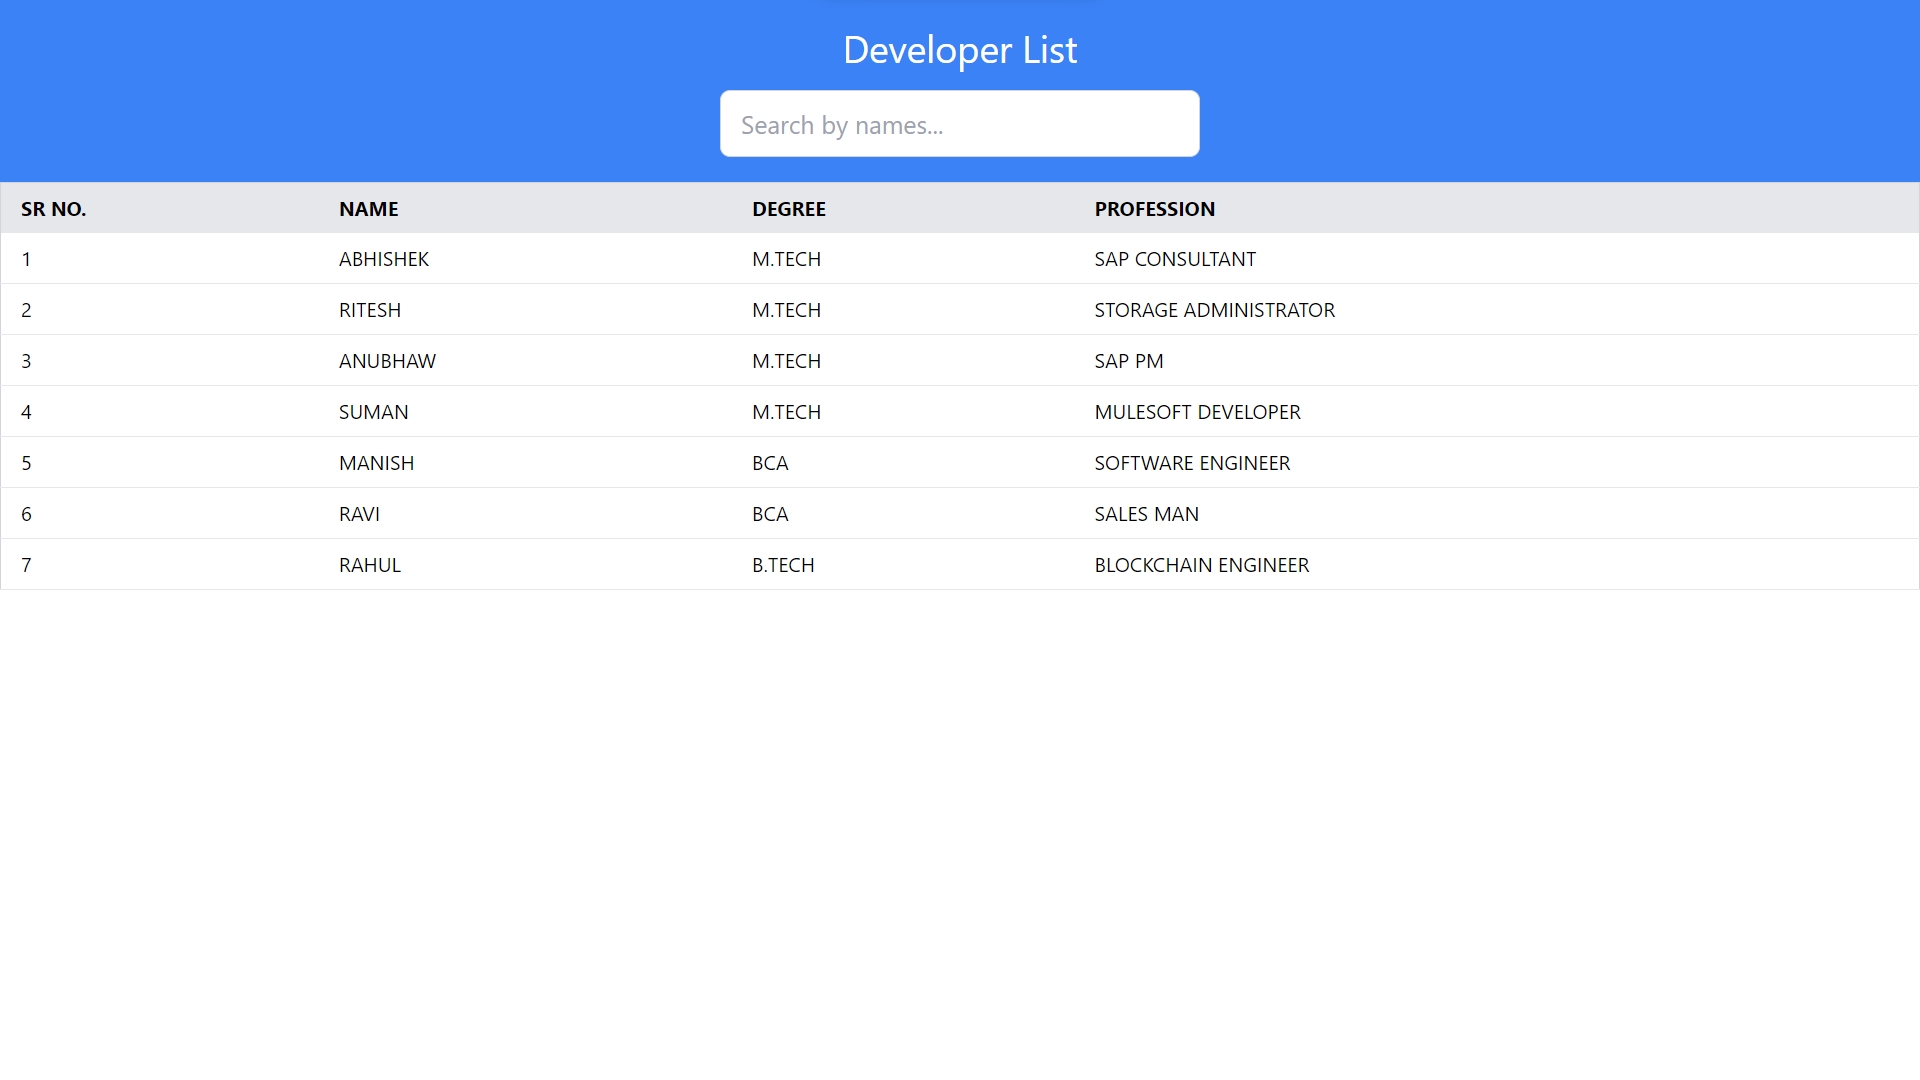 Developer List
Search by names...
SR NO. NAME DEGREE PROFESSION
1 ABHISHEK M.TECH SAP CONSULTANT
2 RITESH M.TECH STORAGE ADMINISTRATOR
3 ANUBHAW M.TECH SAP PM
4 SUMAN M.TECH MULESOFT DEVELOPER
5 MANISH BCA SOFTWARE ENGINEER
6 RAVI BCA SALES MAN
7 RAHUL B.TECH BLOCKCHAIN ENGINEER